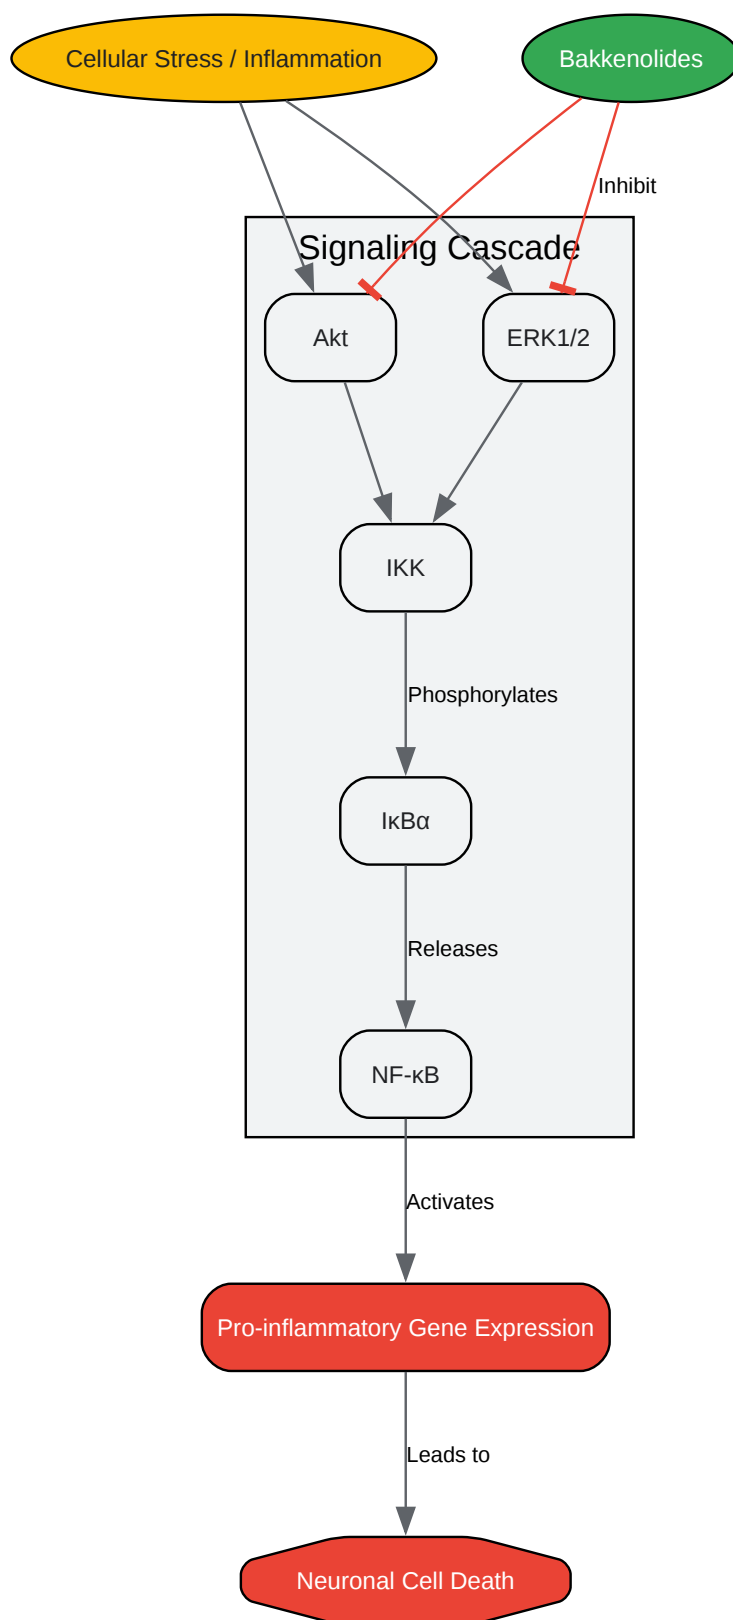 Cellular Stress / Inflammation
Bakkenolides
Inhibit
Signaling Cascade
Akt
ERK1/2
IKK
Phosphorylates
IκBα
Releases
NF-κB
Activates
Pro-inflammatory Gene Expression
Leads to
Neuronal Cell Death